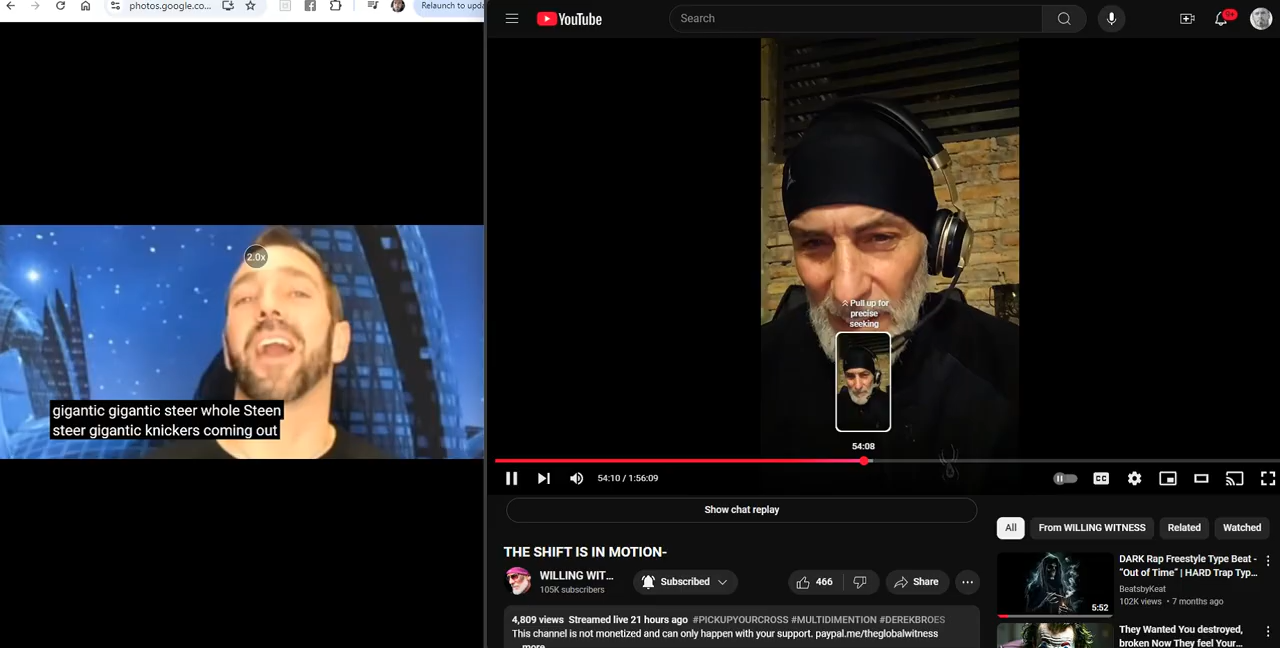 photos.google.co...
Relaunch to upda
2.0x
gigantic gigantic steer whole Steen
steer gigantic knickers coming out
YouTube
Search
9+
Pull up for
precise
seeking
54:08
54:10 / 1:56:09
CC
Show chat replay
THE SHIFT IS IN MOTION-
WILLING WIT...
105K subscribers
Subscribed
466
Share
4,809 views Streamed live 21 hours ago #PICKUPYOURCROSS #MULTIDIMENTION #DEREKBROES
This channel is not monetized and can only happen with your support. paypal.me/theglobalwitness
...more
All
From WILLING WITNESS
Related
Watched
5:52
DARK Rap Freestyle Type Beat -
“Out of Time” | HARD Trap Typ...
BeatsbyKeat
102K views • 7 months ago
They Wanted You destroyed,
broken Now They feel Your...